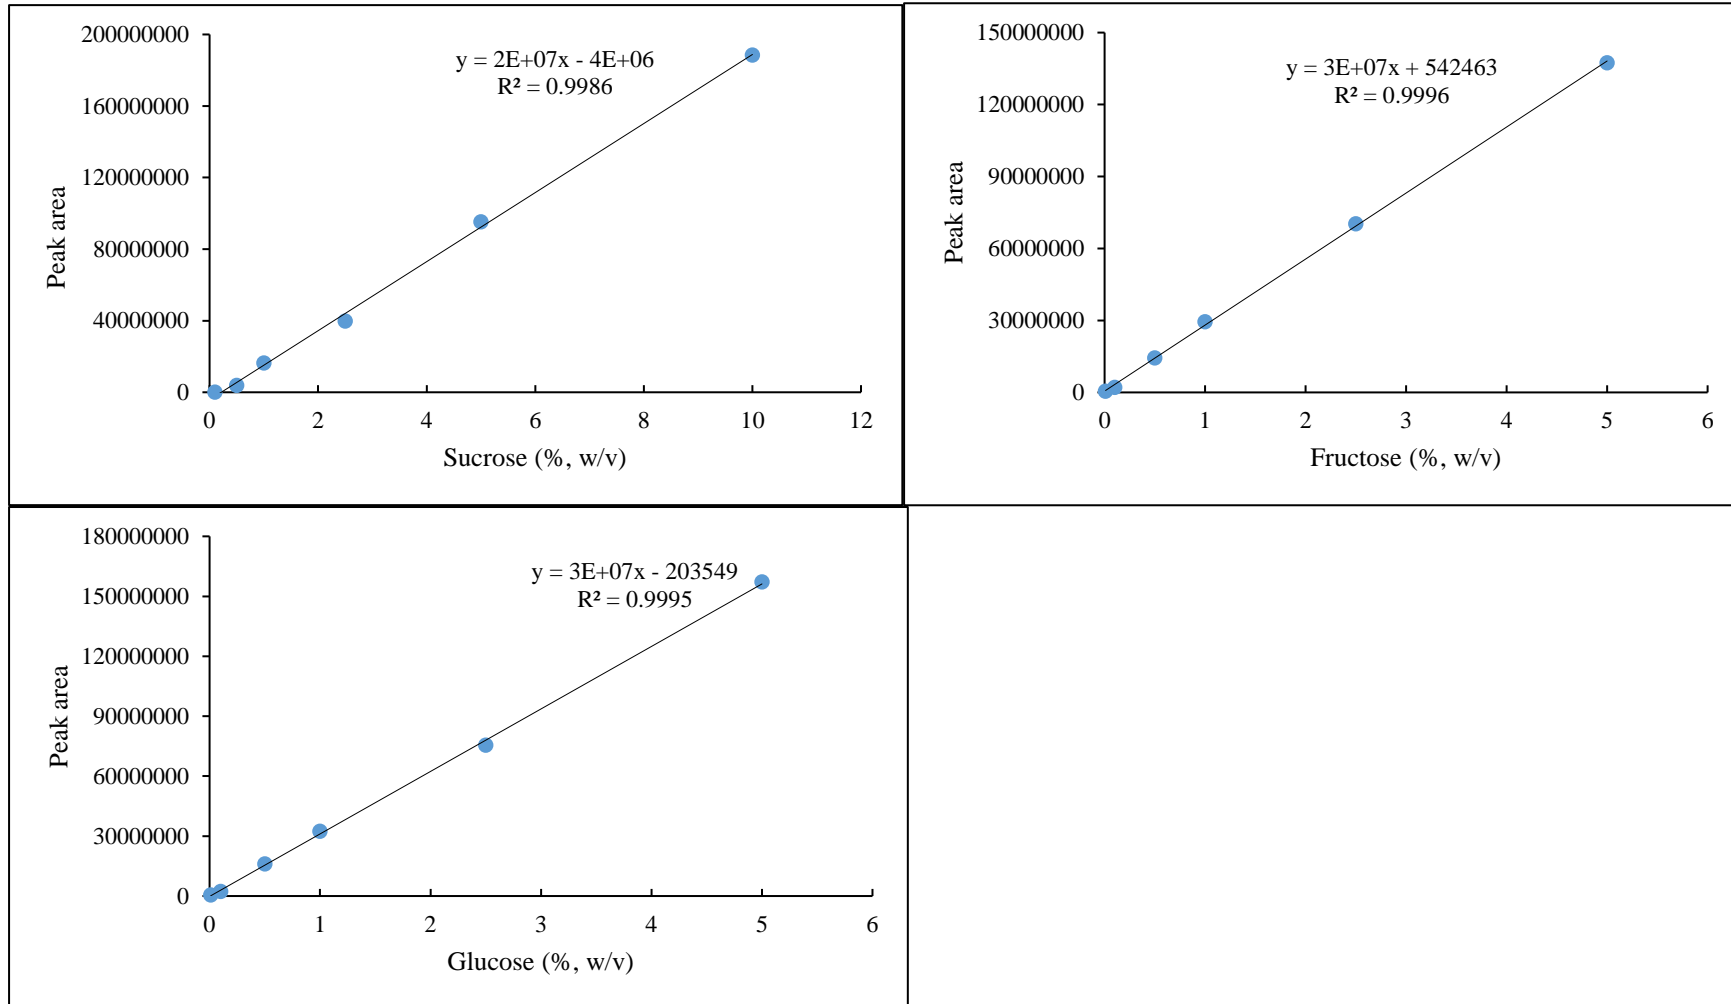 200000000
160000000
120000000
80000000
40000000
0
Peak area
y = 2E+07x - 4E+06
R² = 0.9986
0 2 4 6 8 10 12
Sucrose (%, w/v)
150000000
120000000
90000000
60000000
30000000
0
Peak area
y = 3E+07x + 542463
R² = 0.9996
0 1 2 3 4 5 6
Fructose (%, w/v)
180000000
150000000
120000000
90000000
60000000
30000000
0
Peak area
y = 3E+07x - 203549
R² = 0.9995
0 1 2 3 4 5 6
Glucose (%, w/v)